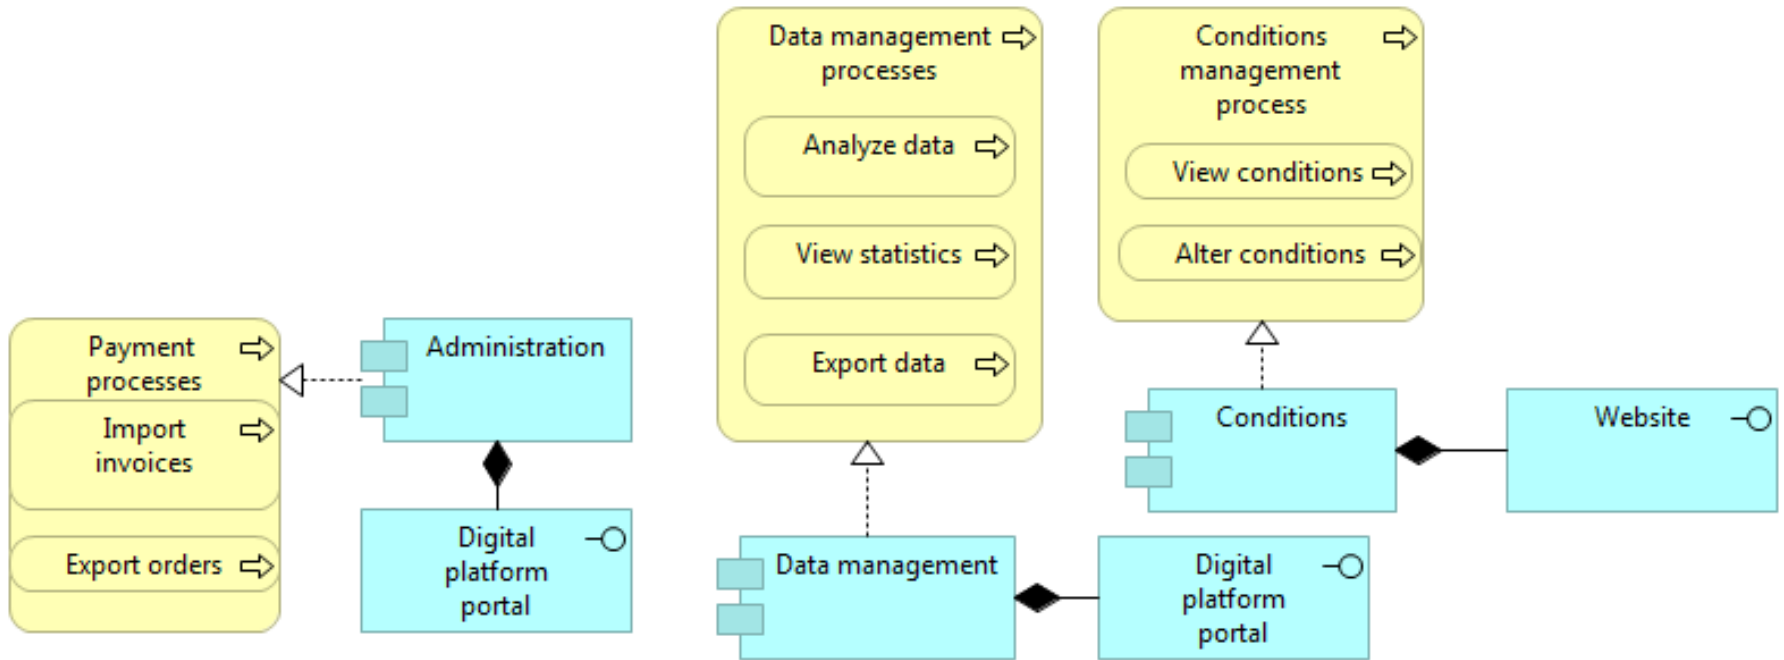 Data management
processes
Analyze data
View statistics
Export data
Conditions
management
process
View conditions
Alter conditions
Payment
processes
Import
invoices
Export orders
Administration
Digital
platform
portal
Data management
Digital
platform
portal
Conditions
Website